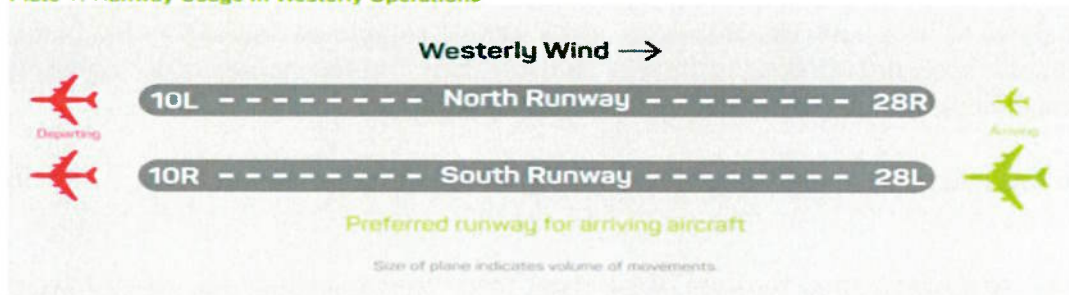 Westerly Wind →
10L North Runway 28R
Departing
Arriving
10R South Runway 28L
Preferred runway for arriving aircraft
Size of plane indicates volume of movements.